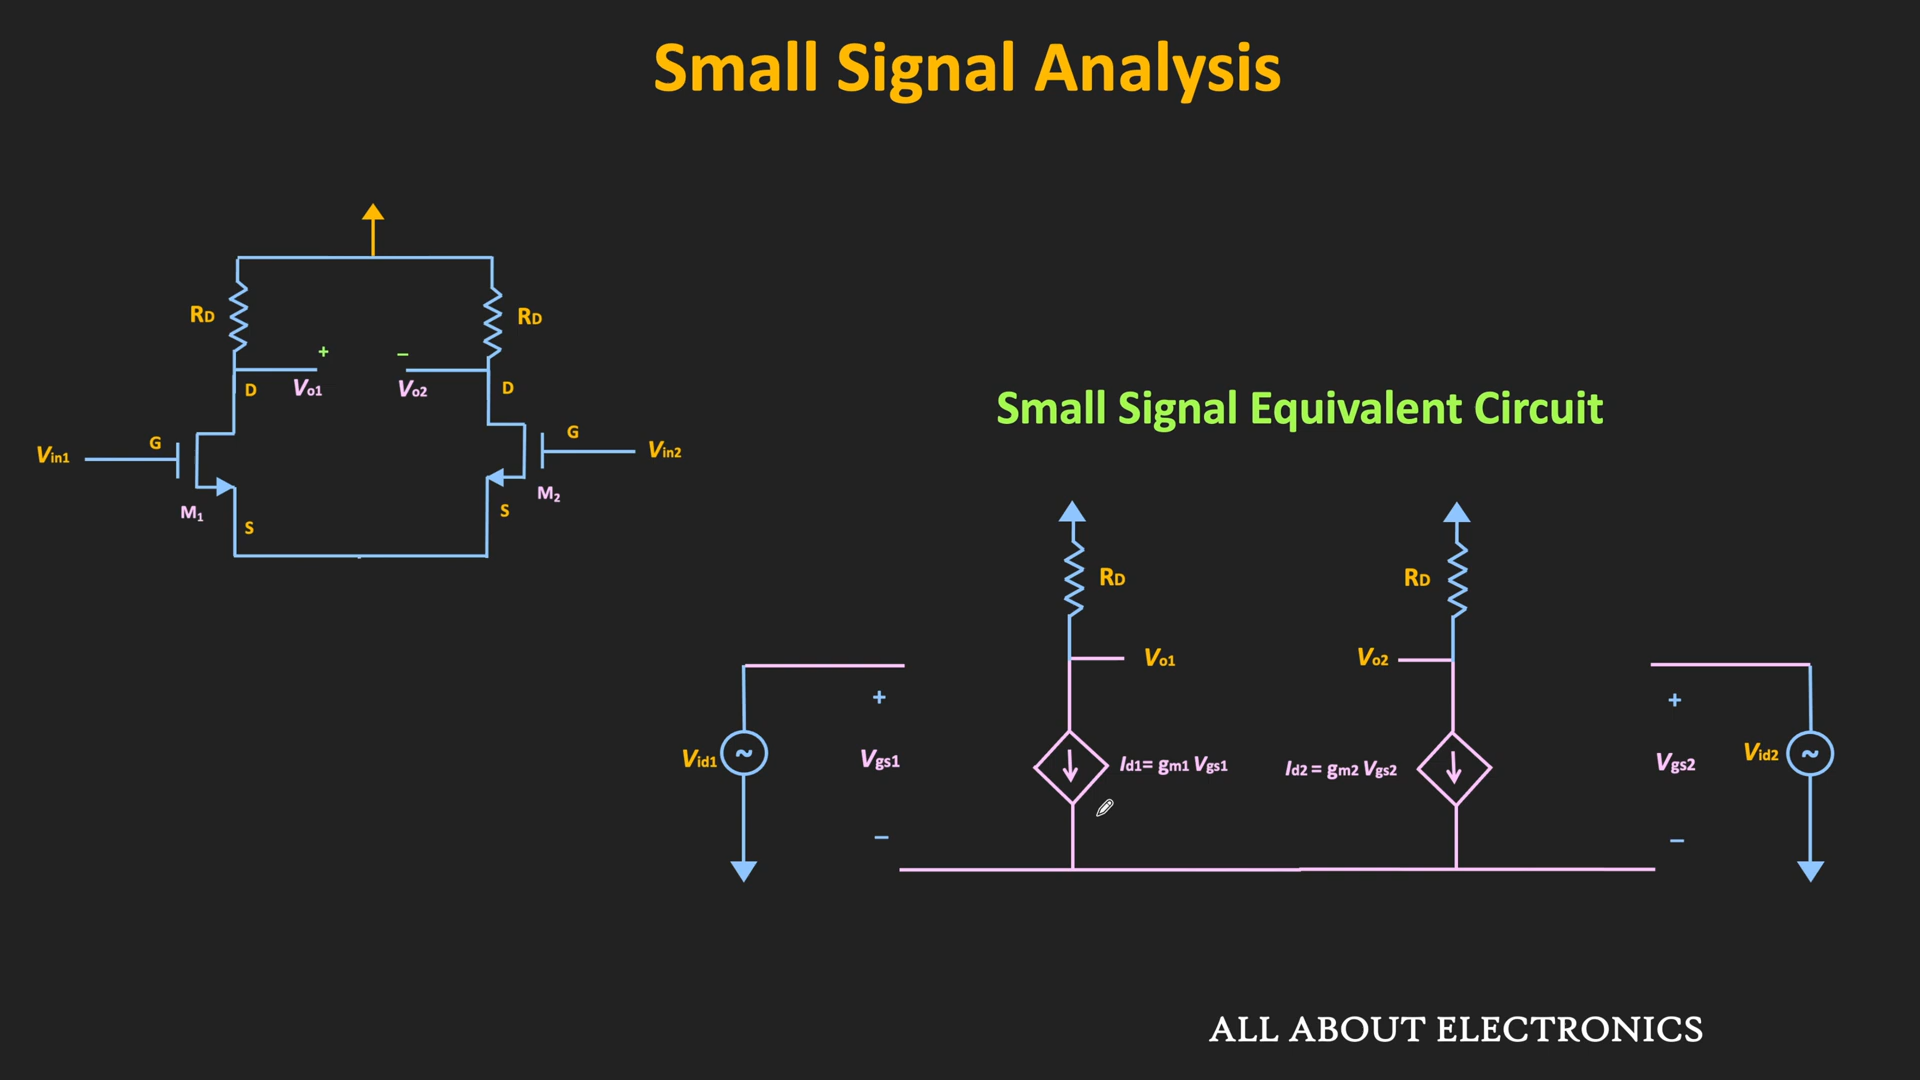 Small Signal Analysis
RD
RD
+
–
D
Vo1
Vo2
D
G
G
Vin1
Vin2
M1
M2
S
S
Small Signal Equivalent Circuit
RD
RD
Vo1
Vo2
+
+
Vid1
Vgs1
Id1= gm1 Vgs1
Id2 = gm2 Vgs2
Vgs2
Vid2
~
~
–
–
ALL ABOUT ELECTRONICS